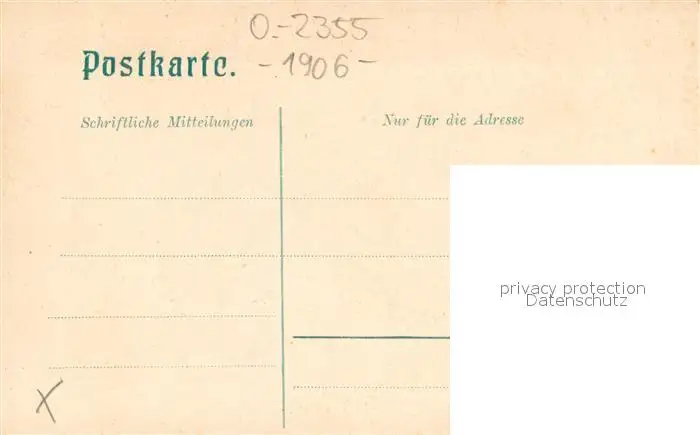 O.-2355
Postkarte. -1906-
Schriftliche Mitteilungen
Nur für die Adresse
privacy protection
Datenschutz
X